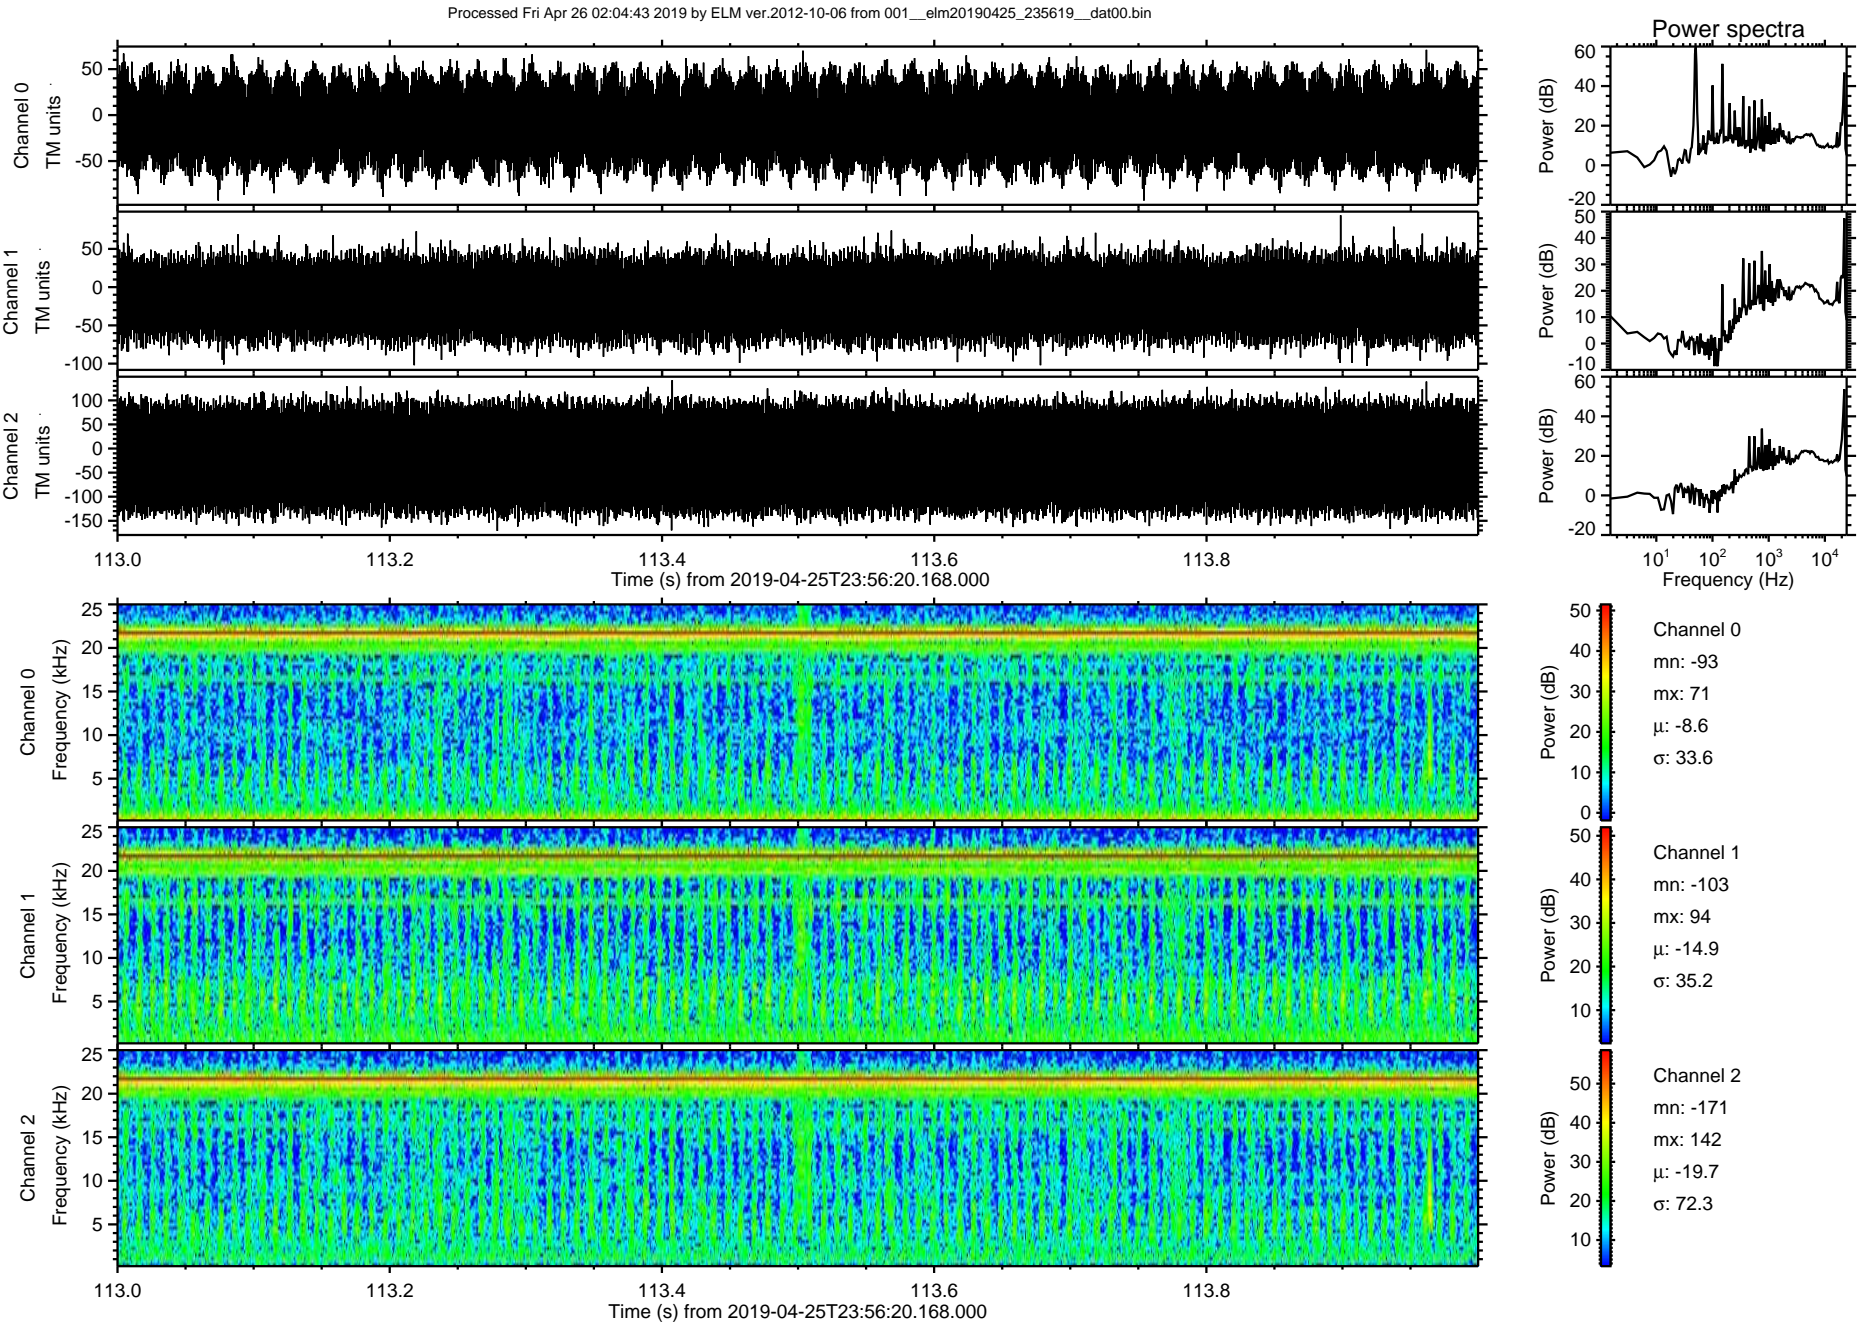 Processed Fri Apr 26 02:04:43 2019 by ELM ver.2012-10-06 from 001__elm20190425_235619__dat00.bin
Power spectra
Channel 0
TM units
50
0
-50
Power (dB)
60
40
20
0
-20
Channel 1
TM units
50
0
-50
-100
Power (dB)
50
40
30
20
10
0
-10
Channel 2
TM units
100
50
0
-50
-100
-150
Power (dB)
60
40
20
0
-20
113.0 113.2 113.4 113.6 113.8
Time (s) from 2019-04-25T23:56:20.168.000
10^1 10^2 10^3 10^4
Frequency (Hz)
Channel 0
Frequency (kHz)
25
20
15
10
5
Power (dB)
50
40
30
20
10
0
Channel 0
mn: -93
mx: 71
μ: -8.6
σ: 33.6
Channel 1
Frequency (kHz)
25
20
15
10
5
Power (dB)
50
40
30
20
10
Channel 1
mn: -103
mx: 94
μ: -14.9
σ: 35.2
Channel 2
Frequency (kHz)
25
20
15
10
5
Power (dB)
50
40
30
20
10
Channel 2
mn: -171
mx: 142
μ: -19.7
σ: 72.3
113.0 113.2 113.4 113.6 113.8
Time (s) from 2019-04-25T23:56:20.168.000